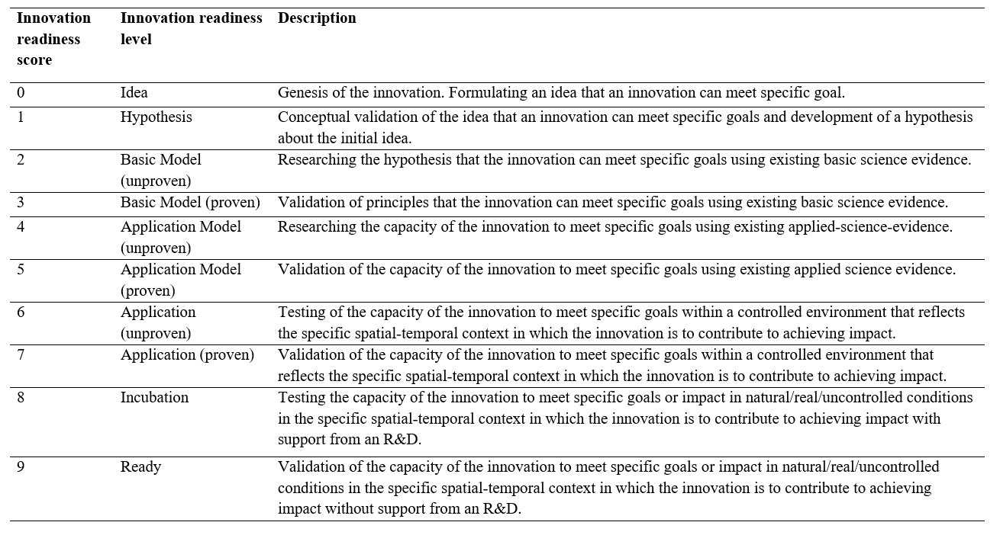 Innovation readiness score | Innovation readiness level | Description
0 | Idea | Genesis of the innovation. Formulating an idea that an innovation can meet specific goal.
1 | Hypothesis | Conceptual validation of the idea that an innovation can meet specific goals and development of a hypothesis
about the initial idea.
2 | Basic Model (unproven) | Researching the hypothesis that the innovation can meet specific goals using existing basic science evidence.
3 | Basic Model (proven) | Validation of principles that the innovation can meet specific goals using existing basic science evidence.
4 | Application Model (unproven) | Researching the capacity of the innovation to meet specific goals using existing applied-science-evidence.
5 | Application Model (proven) | Validation of the capacity of the innovation to meet specific goals using existing applied science evidence.
6 | Application (unproven) | Testing of the capacity of the innovation to meet specific goals within a controlled environment that reflects
the specific spatial-temporal context in which the innovation is to contribute to achieving impact.
7 | Application (proven) | Validation of the capacity of the innovation to meet specific goals within a controlled environment that
reflects the specific spatial-temporal context in which the innovation is to contribute to achieving impact.
8 | Incubation | Testing the capacity of the innovation to meet specific goals or impact in natural/real/uncontrolled conditions
in the specific spatial-temporal context in which the innovation is to contribute to achieving impact with
support from an R&D.
9 | Ready | Validation of the capacity of the innovation to meet specific goals or impact in natural/real/uncontrolled
conditions in the specific spatial-temporal context in which the innovation is to contribute to achieving
impact without support from an R&D.